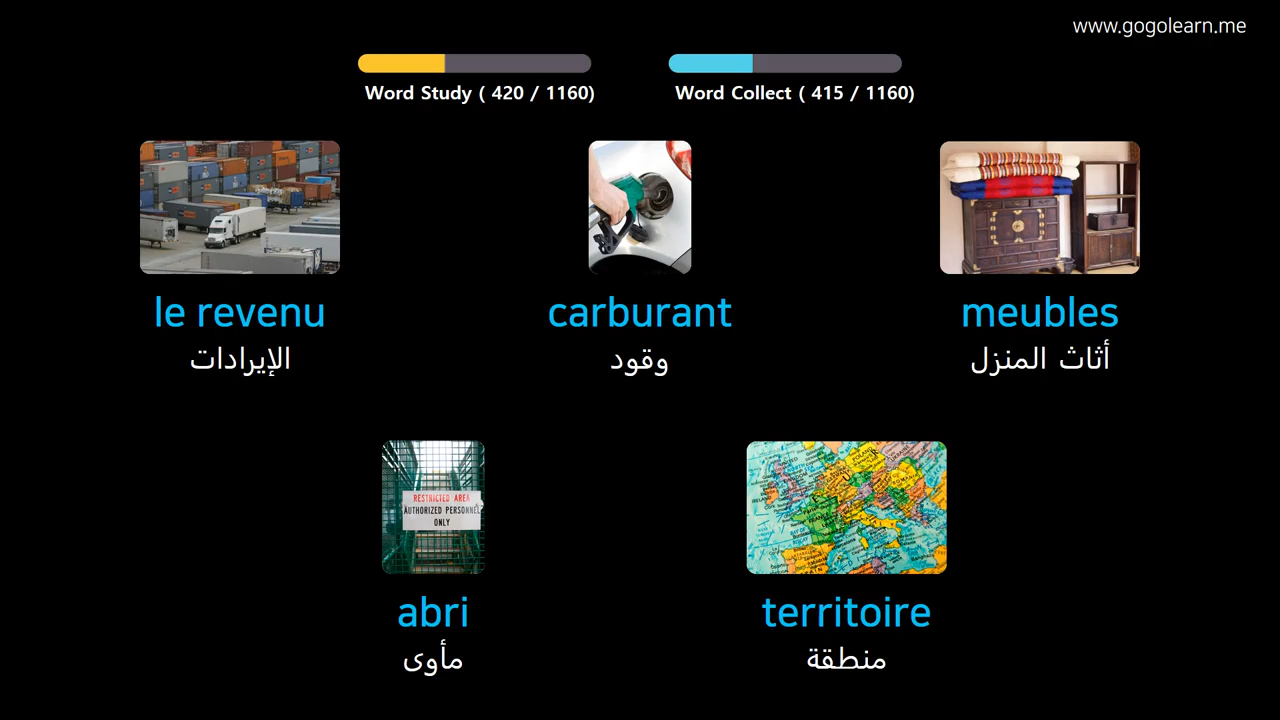 www.gogolearn.me
Word Study ( 420 / 1160)
Word Collect ( 415 / 1160)
le revenu
الإيرادات
carburant
وقود
meubles
أثاث المنزل
RESTRICTED AREA
AUTHORIZED PERSONNEL
ONLY
abri
مأوى
territoire
منطقة